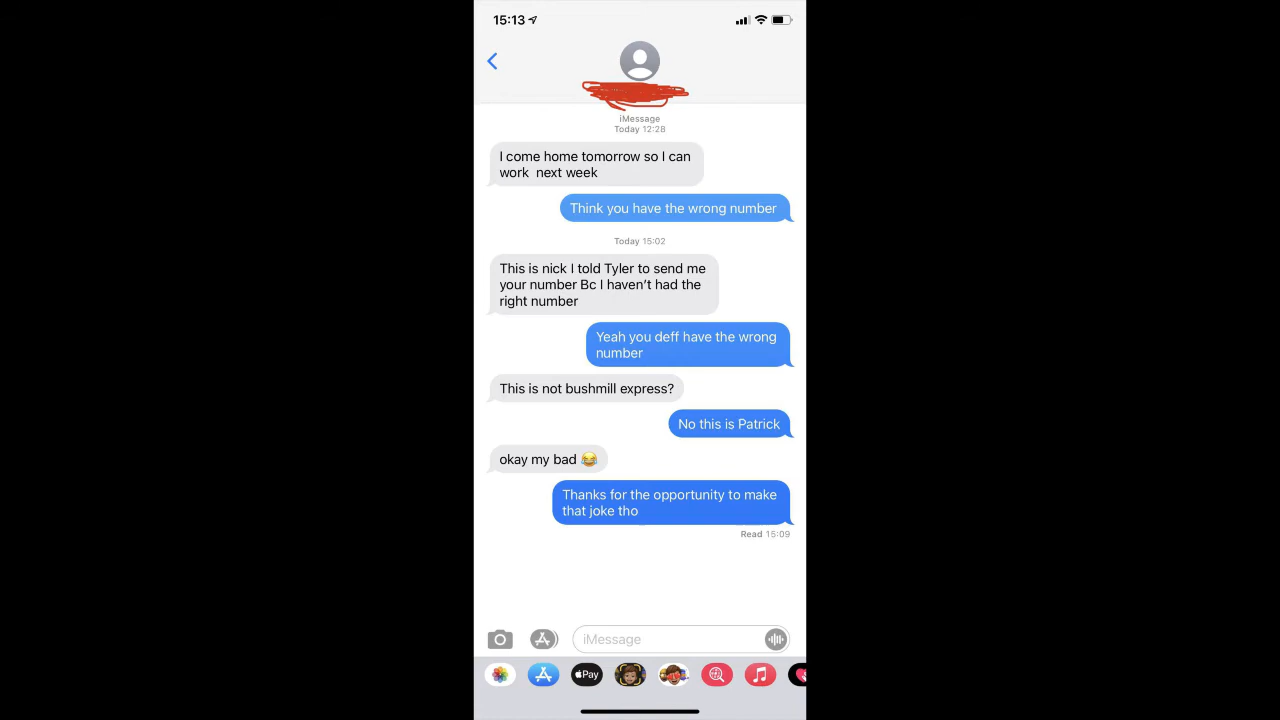 15:13
iMessage
Today 12:28
I come home tomorrow so I can
work  next week
Think you have the wrong number
Today 15:02
This is nick I told Tyler to send me
your number Bc I haven't had the
right number
Yeah you deff have the wrong
number
This is not bushmill express?
No this is Patrick
okay my bad 😂
Thanks for the opportunity to make
that joke tho
Read 15:09
iMessage
Pay